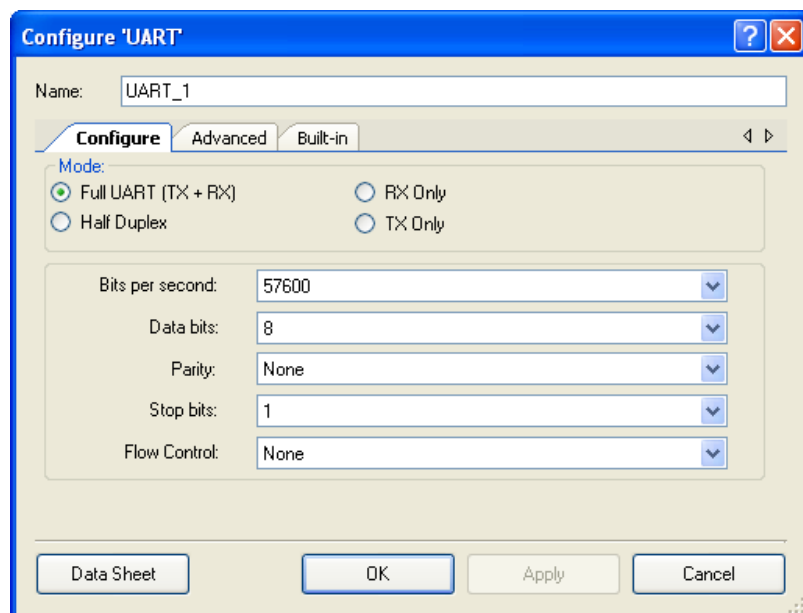 Configure 'UART'
Name: UART_1
Configure Advanced Built-in
Mode:
Full UART (TX + RX) RX Only
Half Duplex TX Only
Bits per second: 57600
Data bits: 8
Parity: None
Stop bits: 1
Flow Control: None
Data Sheet OK Apply Cancel